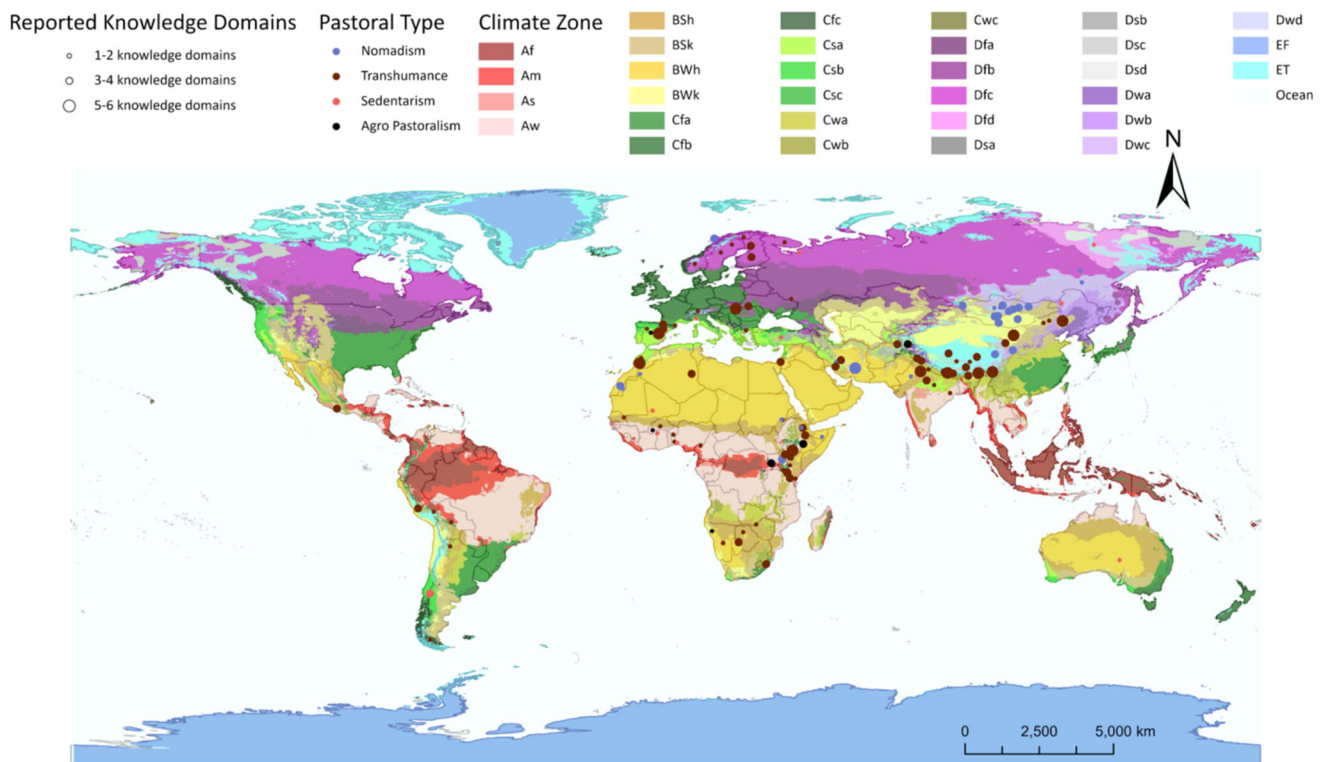 Reported Knowledge Domains
1-2 knowledge domains
3-4 knowledge domains
5-6 knowledge domains
Pastoral Type
Nomadism
Transhumance
Sedentarism
Agro Pastoralism
Climate Zone
Af
Am
As
Aw
BSh
BSk
BWh
BWk
Cfa
Cfb
Cfc
Csa
Csb
Csc
Cwa
Cwb
Cwc
Dfa
Dfb
Dfc
Dfd
Dsa
Dsb
Dsc
Dsd
Dwa
Dwb
Dwc
Dwd
EF
ET
Ocean
N
0 2,500 5,000 km